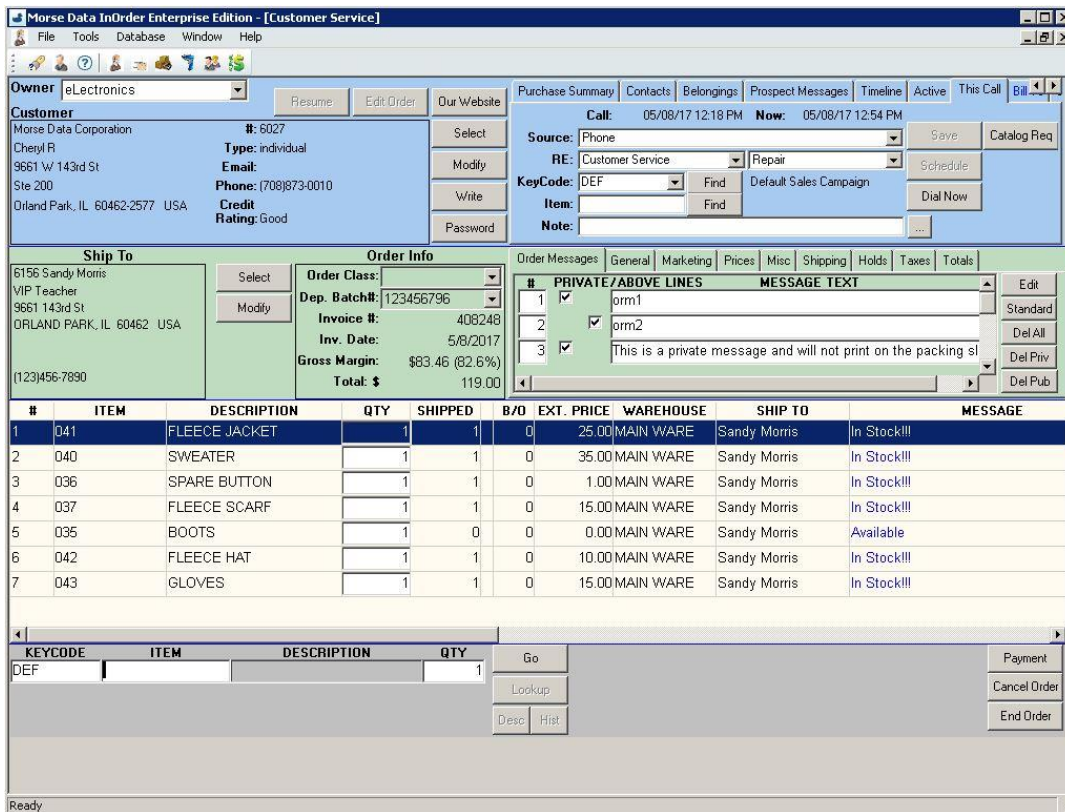 Morse Data InOrder Enterprise Edition - [Customer Service]
File Tools Database Window Help
Owner eLectronics
Resume Edit Order Our Website
Customer
Morse Data Corporation #: 6027
Cheryl R Type: individual
9661 W 143rd St Email:
Ste 200 Phone: (708)873-0010
Orland Park, IL 60462-2577 USA Credit
Rating: Good
Select
Modify
Write
Password
Purchase Summary Contacts Belongings Prospect Messages Timeline Active This Call
Call: 05/08/17 12:18 PM Now: 05/08/17 12:54 PM
Source: Phone Save Catalog Req
RE: Customer Service Repair Schedule
KeyCode: DEF Find Default Sales Campaign Dial Now
Item: Find
Note: ...
Ship To
6156 Sandy Morris
VIP Teacher
9661 143rd St
ORLAND PARK, IL 60462 USA
(123)456-7890
Select
Modify
Order Info
Order Class:
Dep. Batch#: 123456796
Invoice #: 408248
Inv. Date: 5/8/2017
Gross Margin: $83.46 (82.6%)
Total: $ 119.00
Order Messages General Marketing Prices Misc Shipping Holds Taxes Totals
# PRIVATE/ABOVE LINES MESSAGE TEXT
1 orm1
2 orm2
3 This is a private message and will not print on the packing sl
Edit
Standard
Del All
Del Priv
Del Pub
# ITEM DESCRIPTION QTY SHIPPED B/O EXT. PRICE WAREHOUSE SHIP TO MESSAGE
1 041 FLEECE JACKET 1 1 0 25.00 MAIN WARE Sandy Morris In Stock!!!
2 040 SWEATER 1 1 0 35.00 MAIN WARE Sandy Morris In Stock!!!
3 036 SPARE BUTTON 1 1 0 1.00 MAIN WARE Sandy Morris In Stock!!!
4 037 FLEECE SCARF 1 1 0 15.00 MAIN WARE Sandy Morris In Stock!!!
5 035 BOOTS 1 0 0 0.00 MAIN WARE Sandy Morris Available
6 042 FLEECE HAT 1 1 0 10.00 MAIN WARE Sandy Morris In Stock!!!
7 043 GLOVES 1 1 0 15.00 MAIN WARE Sandy Morris In Stock!!!
KEYCODE ITEM DESCRIPTION QTY
DEF 1
Go
Lookup
Desc Hist
Payment
Cancel Order
End Order
Ready